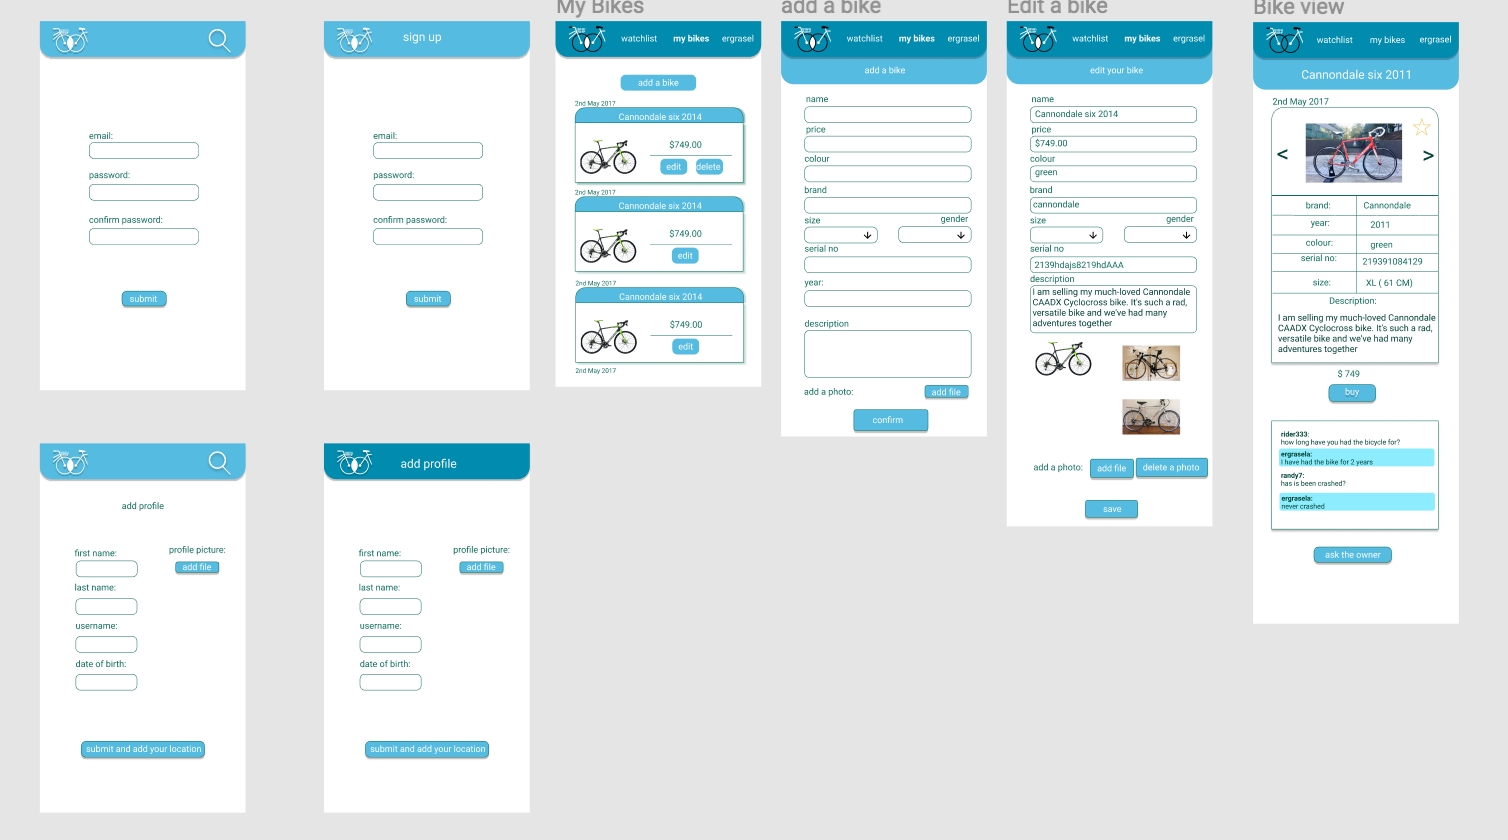 email:
password:
confirm password:
submit
sign up
email:
password:
confirm password:
submit
My Bikes
watchlist my bikes ergrasel
add a bike
2nd May 2017
Cannondale six 2014
$749.00
edit delete
2nd May 2017
Cannondale six 2014
$749.00
edit
2nd May 2017
Cannondale six 2014
$749.00
edit
2nd May 2017
add a bike
watchlist my bikes ergrasel
add a bike
name
price
colour
brand
size gender
serial no
year:
description
add a photo: add file
confirm
Edit a bike
watchlist my bikes ergrasel
edit your bike
name
Cannondale six 2014
price
$749.00
colour
green
brand
cannondale
size gender
serial no
2139hdajs8219hdAAA
description
I am selling my much-loved Cannondale
CAADX Cyclocross bike. It's such a rad,
versatile bike and we've had many
adventures together
add a photo: add file delete a photo
save
Bike view
watchlist my bikes ergrasel
Cannondale six 2011
2nd May 2017
< >
brand: Cannondale
year: 2011
colour: green
serial no: 219391084129
size: XL ( 61 CM)
Description:
I am selling my much-loved Cannondale
CAADX Cyclocross bike. It's such a rad,
versatile bike and we've had many
adventures together
$ 749
buy
rider333:
how long have you had the bicycle for?
ergrasela:
I have had the bike for 2 years
randy7:
has is been crashed?
ergrasela:
never crashed
ask the owner
add profile
first name: profile picture:
add file
last name:
username:
date of birth:
submit and add your location
add profile
first name: profile picture:
add file
last name:
username:
date of birth:
submit and add your location